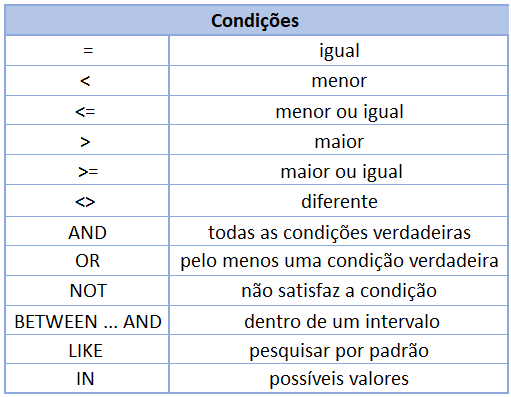 Condições
= igual
< menor
<= menor ou igual
> maior
>= maior ou igual
<> diferente
AND todas as condições verdadeiras
OR pelo menos uma condição verdadeira
NOT não satisfaz a condição
BETWEEN ... AND dentro de um intervalo
LIKE pesquisar por padrão
IN possíveis valores